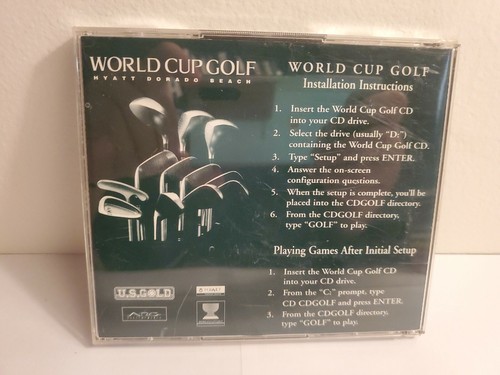 WORLD CUP GOLF
HYATT DORADO BEACH
U.S. GOLD
WORLD CUP GOLF
Installation Instructions
1. Insert the World Cup Golf CD
into your CD drive.
2. Select the drive (usually "D:")
containing the World Cup Golf CD.
3. Type "Setup" and press ENTER.
4. Answer the on-screen
configuration questions.
5. When the setup is complete, you'll be
placed into the CDGOLF directory.
6. From the CDGOLF directory,
type "GOLF" to play.
Playing Games After Initial Setup
1. Insert the World Cup Golf CD
into your CD drive.
2. From the "C:" prompt, type
CD CDGOLF and press ENTER.
3. From the CDGOLF directory,
type "GOLF" to play.